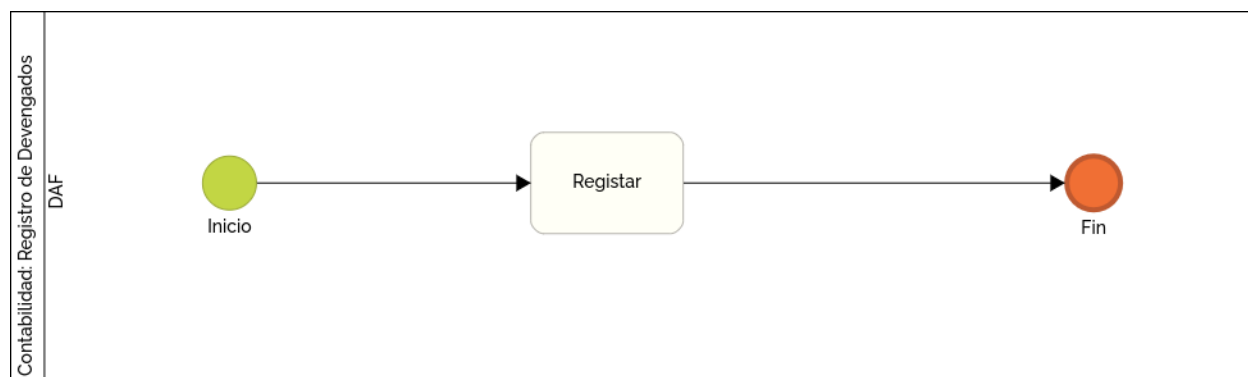 Contabilidad: Registro de Devengados
DAF
Inicio
Registar
Fin